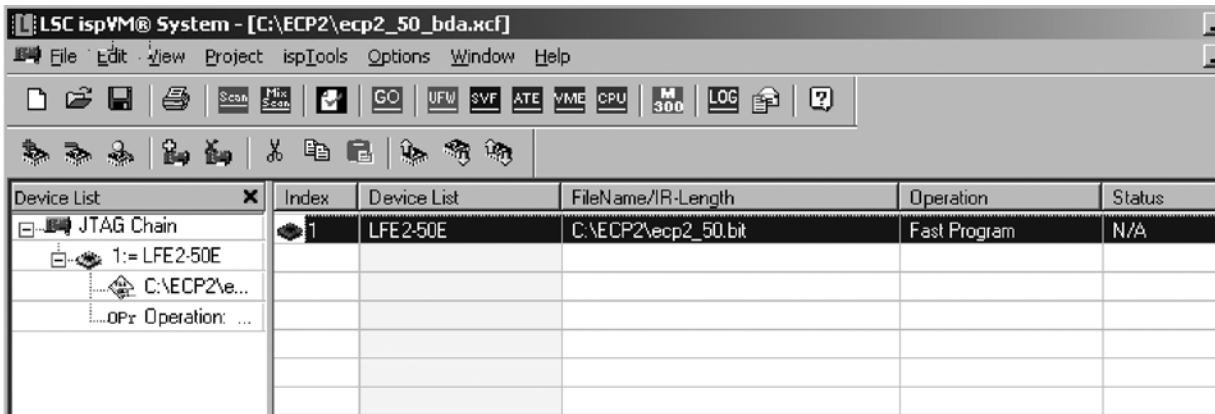 LSC ispVM® System - [C:\ECP2\ecp2_50_bda.xcf]
File Edit View Project ispTools Options Window Help
Scan Mix Scan GO UFW SVF ATE VME CPU M 300 LOG
Device List Index Device List FileName/IR-Length Operation Status
JTAG Chain 1 LFE2-50E C:\ECP2\ecp2_50.bit Fast Program N/A
1:= LFE2-50E
C:\ECP2\e...
OPr Operation: ...